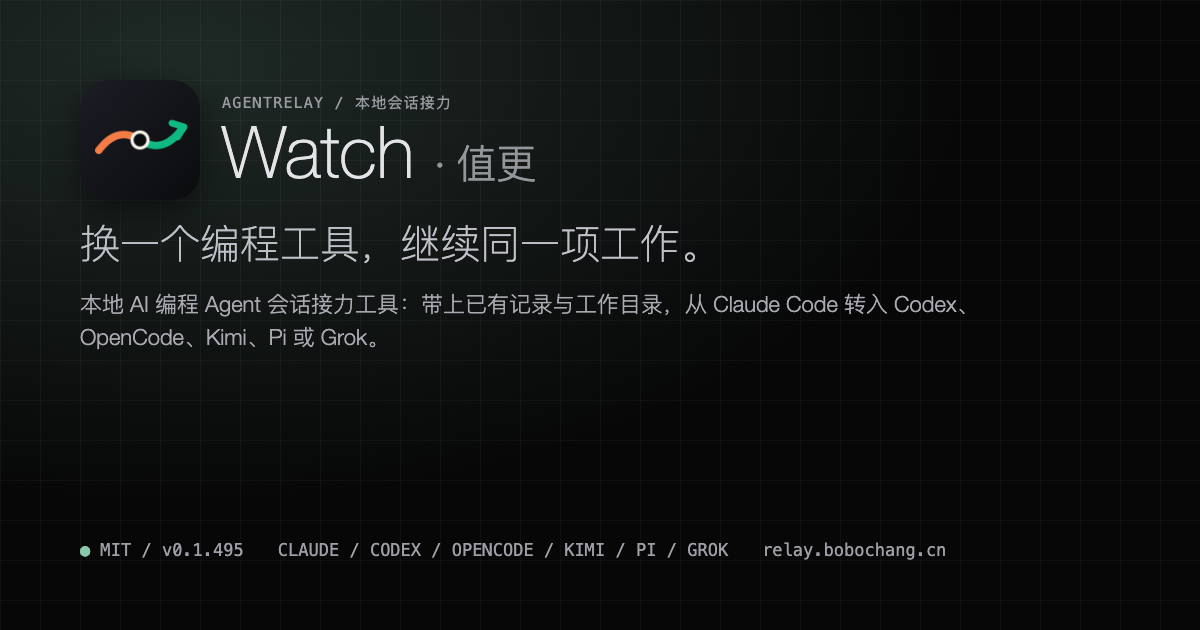 AGENTRELAY / 本地会话接力
Watch · 值更
换一个编程工具，继续同一项工作。
本地 AI 编程 Agent 会话接力工具：带上已有记录与工作目录，从 Claude Code 转入 Codex、
OpenCode、Kimi、Pi 或 Grok。
MIT / v0.1.495 CLAUDE / CODEX / OPENCODE / KIMI / PI / GROK relay.bobochang.cn